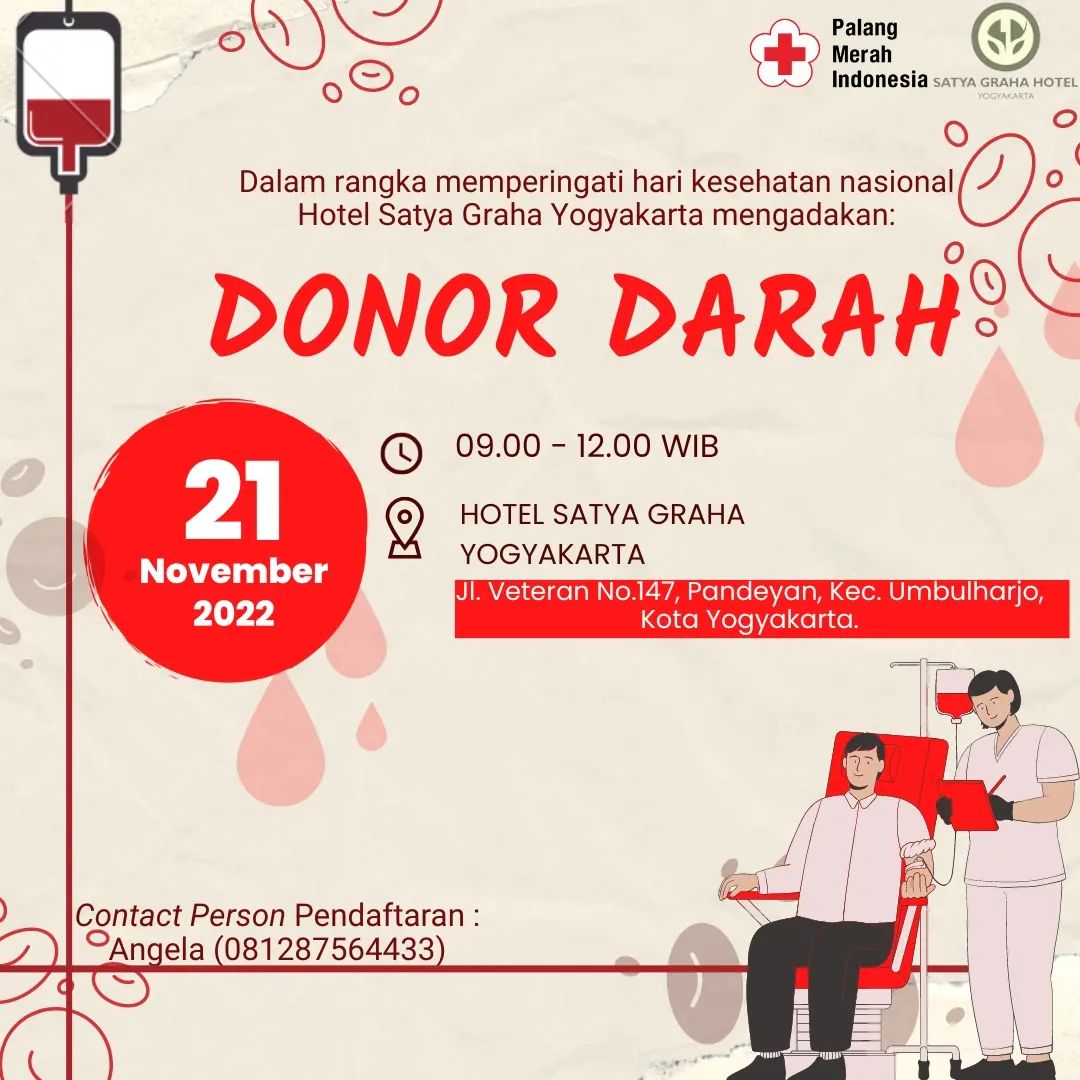 Palang
Merah
Indonesia
SATYA GRAHA HOTEL
YOGYAKARTA
Dalam rangka memperingati hari kesehatan nasional
Hotel Satya Graha Yogyakarta mengadakan:
DONOR DARAH
21
November
2022
09.00 - 12.00 WIB
HOTEL SATYA GRAHA
YOGYAKARTA
Jl. Veteran No.147, Pandeyan, Kec. Umbulharjo,
Kota Yogyakarta.
Contact Person Pendaftaran :
Angela (081287564433)